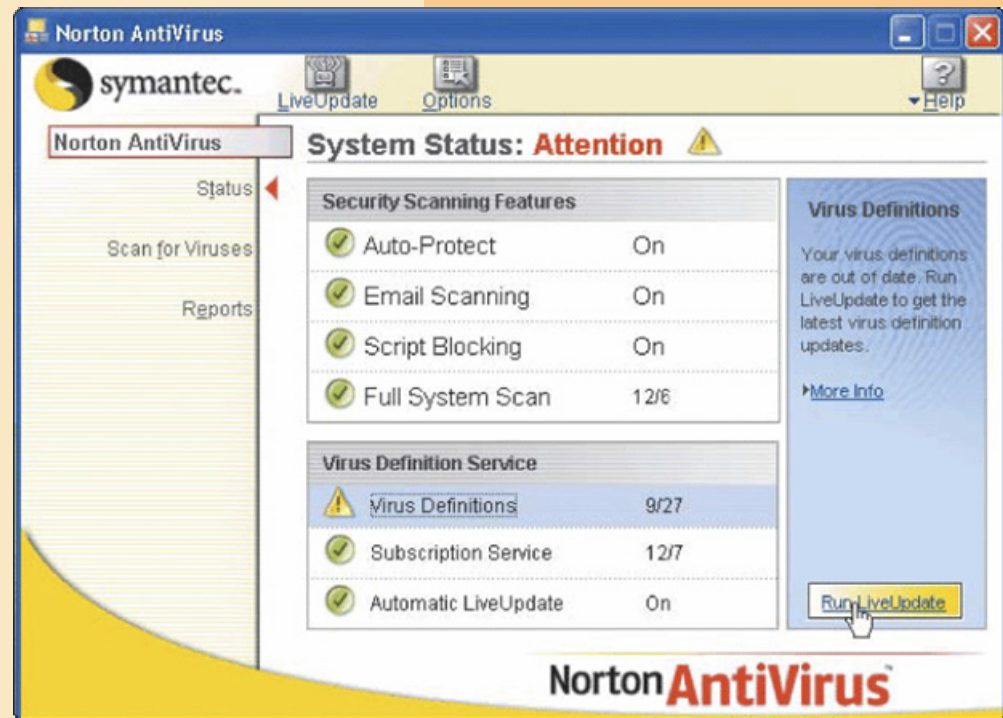 Norton AntiVirus
symantec.
LiveUpdate
Options
Help
Norton AntiVirus
Status
Scan for Viruses
Reports
System Status: Attention
Security Scanning Features
Auto-Protect On
Email Scanning On
Script Blocking On
Full System Scan 12/6
Virus Definition Service
Virus Definitions 9/27
Subscription Service 12/7
Automatic LiveUpdate On
Virus Definitions
Your virus definitions
are out of date. Run
LiveUpdate to get the
latest virus definition
updates.
More Info
Run LiveUpdate
Norton AntiVirus